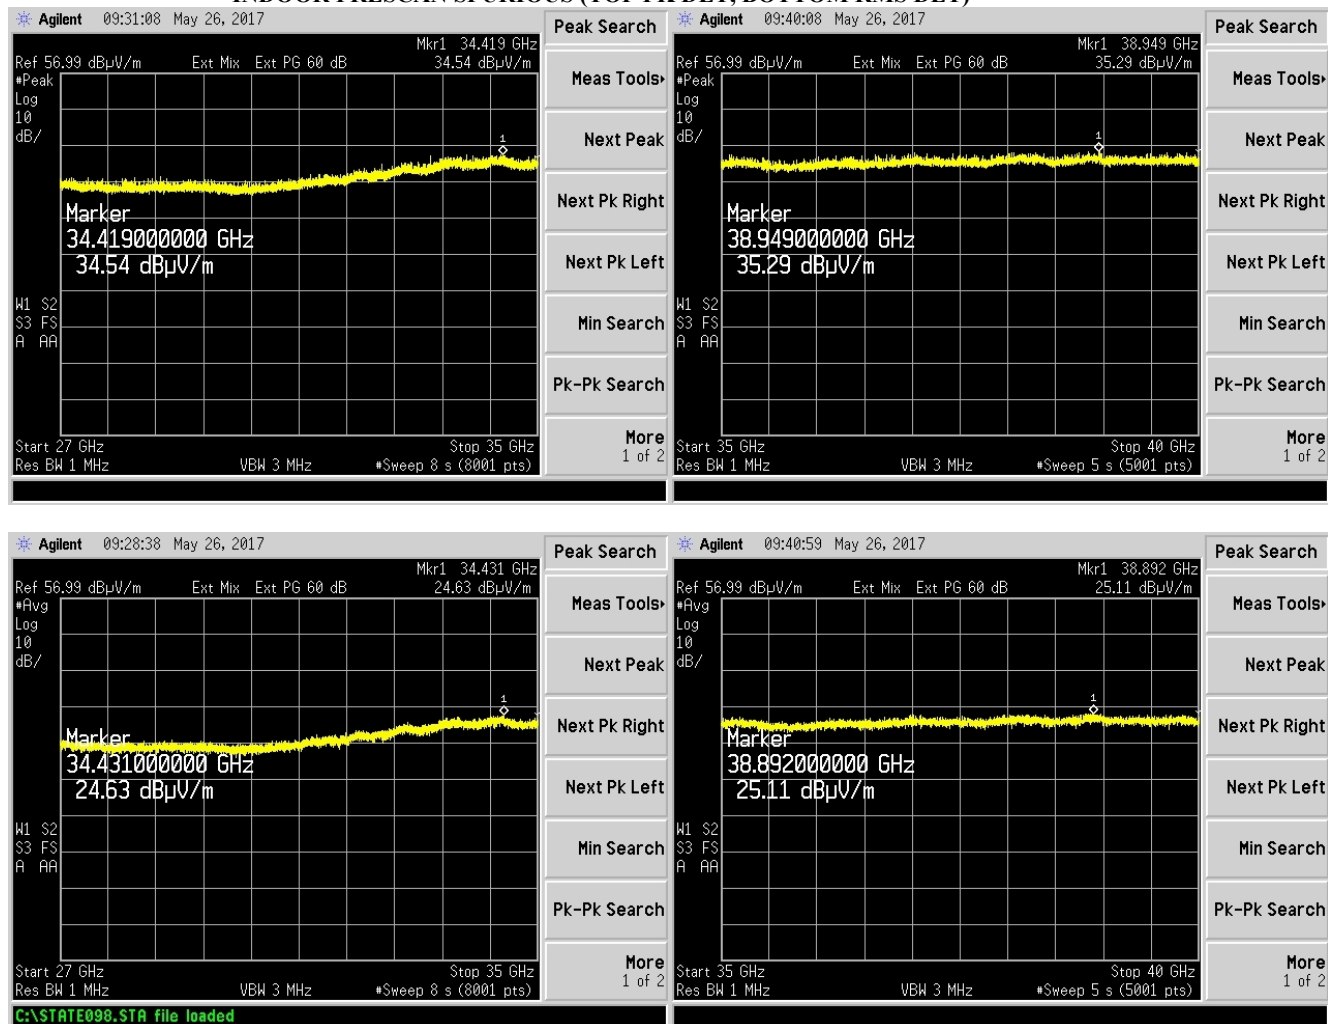 INDOOR PRESCAN SPURIOUS (TOP PK DET, BOTTOM RMS DET)
Agilent 09:31:08 May 26, 2017
Peak Search
Mkr1 34.419 GHz
Ref 56.99 dBµV/m Ext Mix Ext PG 60 dB 34.54 dBµV/m
#Peak
Log
10
dB/
1
Marker
34.419000000 GHz
34.54 dBµV/m
W1 S2
S3 FS
A AA
Start 27 GHz Stop 35 GHz
Res BW 1 MHz VBW 3 MHz #Sweep 8 s (8001 pts)
Meas Tools
Next Peak
Next Pk Right
Next Pk Left
Min Search
Pk-Pk Search
More
1 of 2
Agilent 09:40:08 May 26, 2017
Peak Search
Mkr1 38.949 GHz
Ref 56.99 dBµV/m Ext Mix Ext PG 60 dB 35.29 dBµV/m
#Peak
Log
10
dB/
1
Marker
38.949000000 GHz
35.29 dBµV/m
W1 S2
S3 FS
A AA
Start 35 GHz Stop 40 GHz
Res BW 1 MHz VBW 3 MHz #Sweep 5 s (5001 pts)
Meas Tools
Next Peak
Next Pk Right
Next Pk Left
Min Search
Pk-Pk Search
More
1 of 2
Agilent 09:28:38 May 26, 2017
Peak Search
Mkr1 34.431 GHz
Ref 56.99 dBµV/m Ext Mix Ext PG 60 dB 24.63 dBµV/m
#Avg
Log
10
dB/
1
Marker
34.431000000 GHz
24.63 dBµV/m
W1 S2
S3 FS
A AA
Start 27 GHz Stop 35 GHz
Res BW 1 MHz VBW 3 MHz #Sweep 8 s (8001 pts)
C:\STATE098.STA file loaded
Meas Tools
Next Peak
Next Pk Right
Next Pk Left
Min Search
Pk-Pk Search
More
1 of 2
Agilent 09:40:59 May 26, 2017
Peak Search
Mkr1 38.892 GHz
Ref 56.99 dBµV/m Ext Mix Ext PG 60 dB 25.11 dBµV/m
#Avg
Log
10
dB/
1
Marker
38.892000000 GHz
25.11 dBµV/m
W1 S2
S3 FS
A AA
Start 35 GHz Stop 40 GHz
Res BW 1 MHz VBW 3 MHz #Sweep 5 s (5001 pts)
Meas Tools
Next Peak
Next Pk Right
Next Pk Left
Min Search
Pk-Pk Search
More
1 of 2